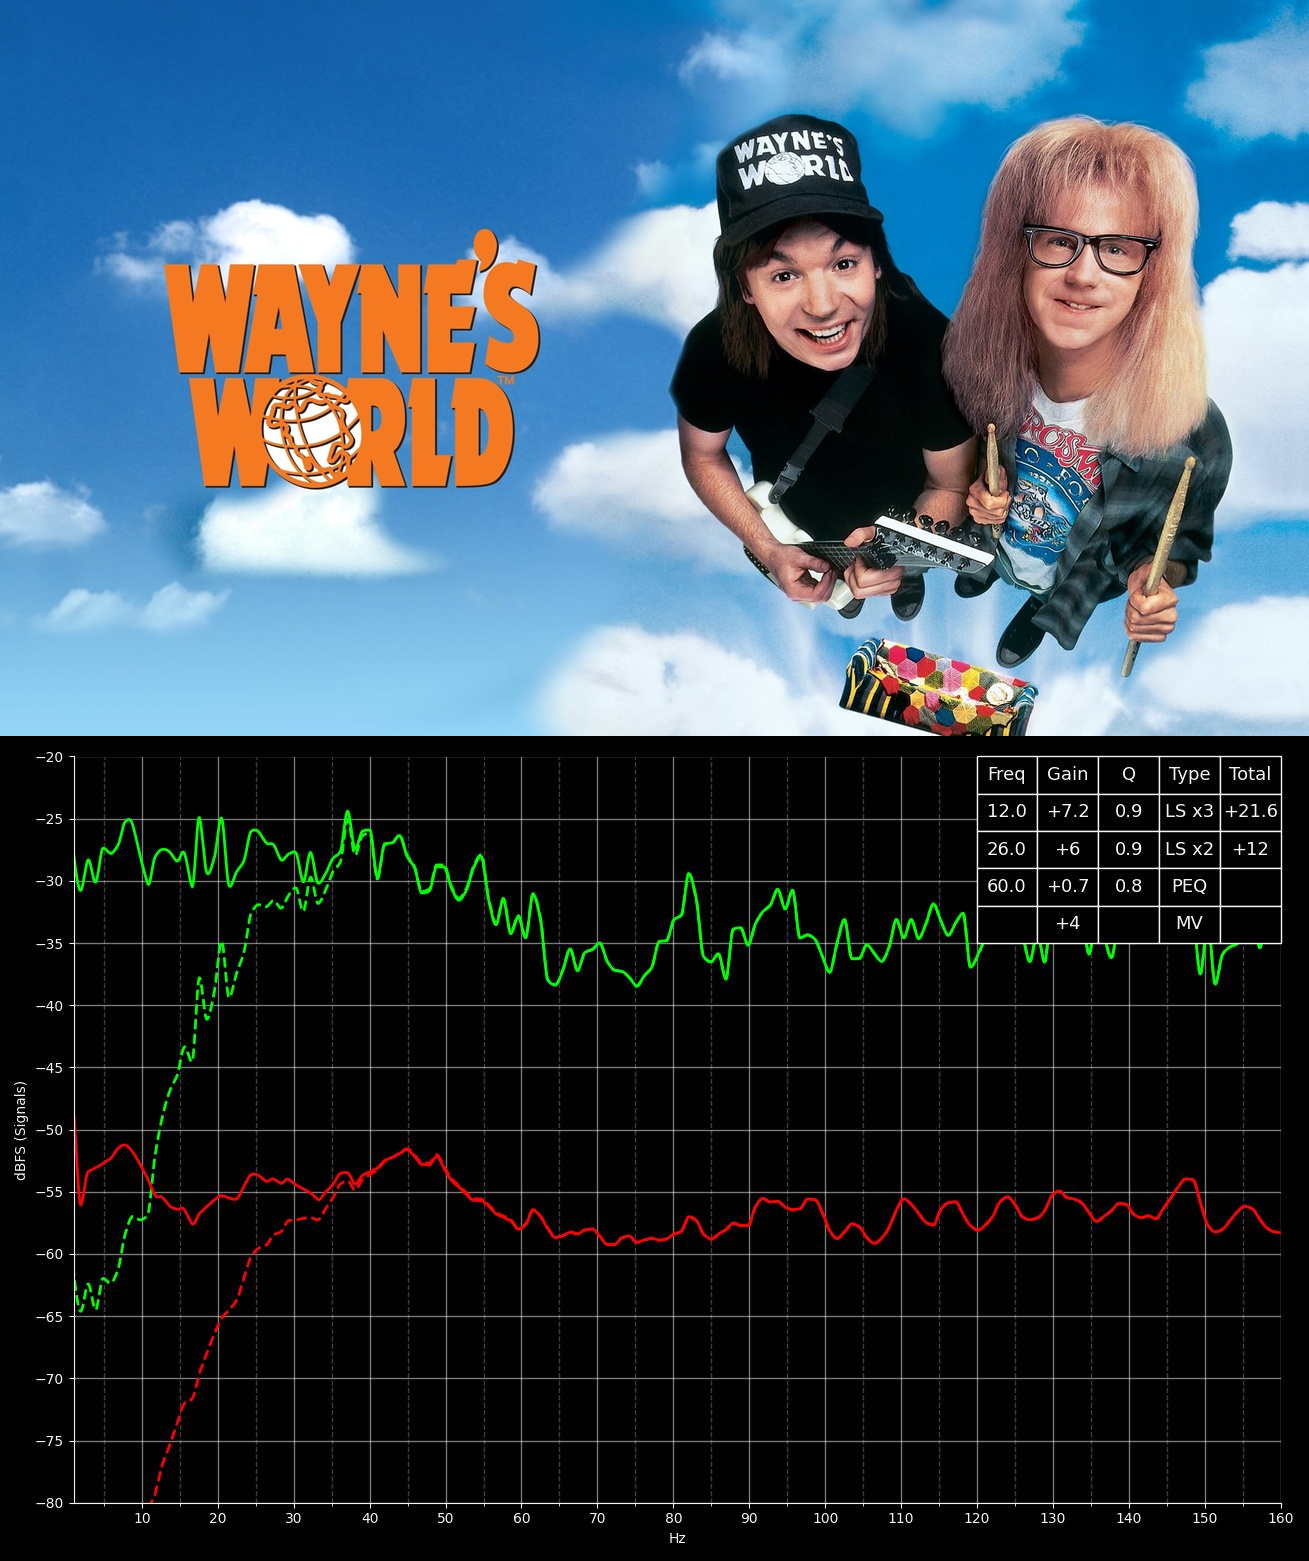 WAYNE'S
WORLD
WAYNE'S
WORLD™
Freq Gain Q Type Total
12.0 +7.2 0.9 LS x3 +21.6
26.0 +6 0.9 LS x2 +12
60.0 +0.7 0.8 PEQ
+4 MV
−20
−25
−30
−35
−40
−45
−50
−55
−60
−65
−70
−75
−80
dBFS (Signals)
10 20 30 40 50 60 70 80 90 100 110 120 130 140 150 160
Hz